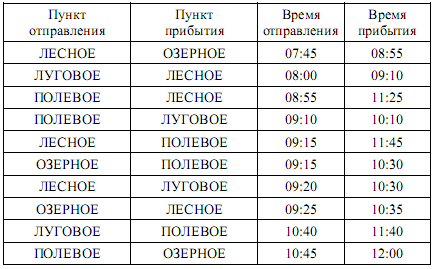 Пункт отправления Пункт прибытия Время отправления Время прибытия
ЛЕСНОЕ ОЗЕРНОЕ 07:45 08:55
ЛУГОВОЕ ЛЕСНОЕ 08:00 09:10
ПОЛЕВОЕ ЛЕСНОЕ 08:55 11:25
ПОЛЕВОЕ ЛУГОВОЕ 09:10 10:10
ЛЕСНОЕ ПОЛЕВОЕ 09:15 11:45
ОЗЕРНОЕ ПОЛЕВОЕ 09:15 10:30
ЛЕСНОЕ ЛУГОВОЕ 09:20 10:30
ОЗЕРНОЕ ЛЕСНОЕ 09:25 10:35
ЛУГОВОЕ ПОЛЕВОЕ 10:40 11:40
ПОЛЕВОЕ ОЗЕРНОЕ 10:45 12:00